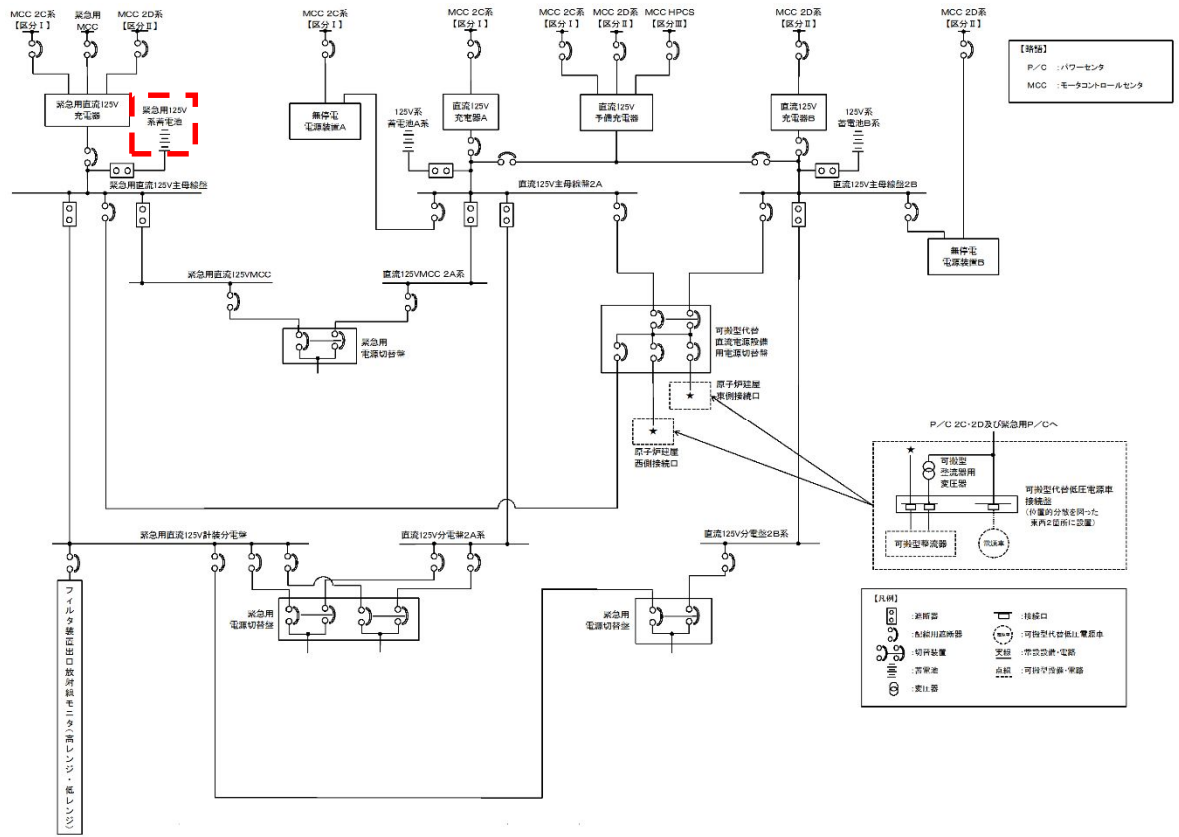 MCC 2C系
【区分Ⅰ】
緊急用
MCC
MCC 2D系
【区分Ⅱ】
MCC 2C系
【区分Ⅰ】
MCC 2C系
【区分Ⅰ】
MCC 2C系
【区分Ⅰ】
MCC 2D系
【区分Ⅱ】
MCC HPCS
【区分Ⅲ】
MCC 2D系
【区分Ⅱ】
MCC 2D系
【区分Ⅱ】
【略語】
P/C :パワーセンタ
MCC :モータコントロールセンタ
緊急用直流125V
充電器
緊急用125V
系蓄電池
無停電
電源装置A
125V系
蓄電池A系
直流125V
充電器A
直流125V
予備充電器
直流125V
充電器B
125V系
蓄電池B系
緊急用直流125V主母線盤
直流125V主母線盤2A
直流125V主母線盤2B
無停電
電源装置B
緊急用直流125VMCC
直流125VMCC 2A系
緊急用
電源切替盤
可搬型代替
直流電源設備
用電源切替盤
原子炉建屋
東側接続口
★
★
原子炉建屋
西側接続口
P/C 2C・2D及び緊急用P/Cへ
★
可搬型
整流器用
変圧器
可搬型代替低圧電源車
接続盤
(位置的分散を図った
東西2箇所に設置)
可搬型整流器
電源車
緊急用直流125V計装分電盤
直流125V分電盤2A系
直流125V分電盤2B系
緊急用
電源切替盤
緊急用
電源切替盤
フィルタ装置出口放射線モニタ(高レンジ・低レンジ)
【凡例】
:遮断器
:配線用遮断器
:切替装置
:蓄電池
:変圧器
:接続口
電源車 :可搬型代替低圧電源車
実線 :常設設備・電路
点線 :可搬型設備・電路